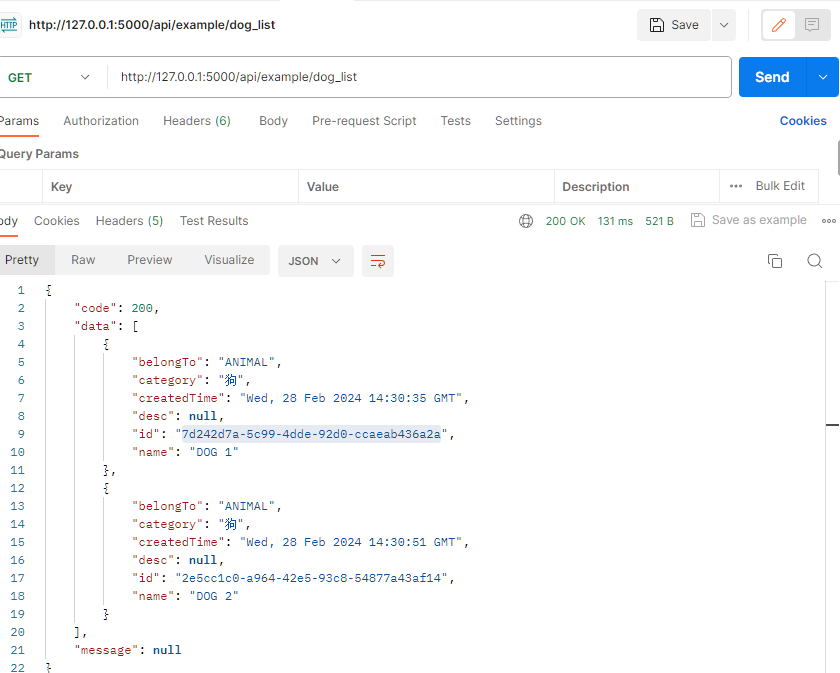 HTTP http://127.0.0.1:5000/api/example/dog_list Save
GET http://127.0.0.1:5000/api/example/dog_list Send
Params Authorization Headers (6) Body Pre-request Script Tests Settings Cookies
Query Params
Key Value Description ••• Bulk Edit
ody Cookies Headers (5) Test Results 200 OK 131 ms 521 B Save as example
Pretty Raw Preview Visualize JSON
1 {
2 "code": 200,
3 "data": [
4 {
5 "belongTo": "ANIMAL",
6 "category": "狗",
7 "createdTime": "Wed, 28 Feb 2024 14:30:35 GMT",
8 "desc": null,
9 "id": "7d242d7a-5c99-4dde-92d0-ccaeab436a2a",
10 "name": "DOG 1"
11 },
12 {
13 "belongTo": "ANIMAL",
14 "category": "狗",
15 "createdTime": "Wed, 28 Feb 2024 14:30:51 GMT",
16 "desc": null,
17 "id": "2e5cc1c0-a964-42e5-93c8-54877a43af14",
18 "name": "DOG 2"
19 }
20 ],
21 "message": null
22 }